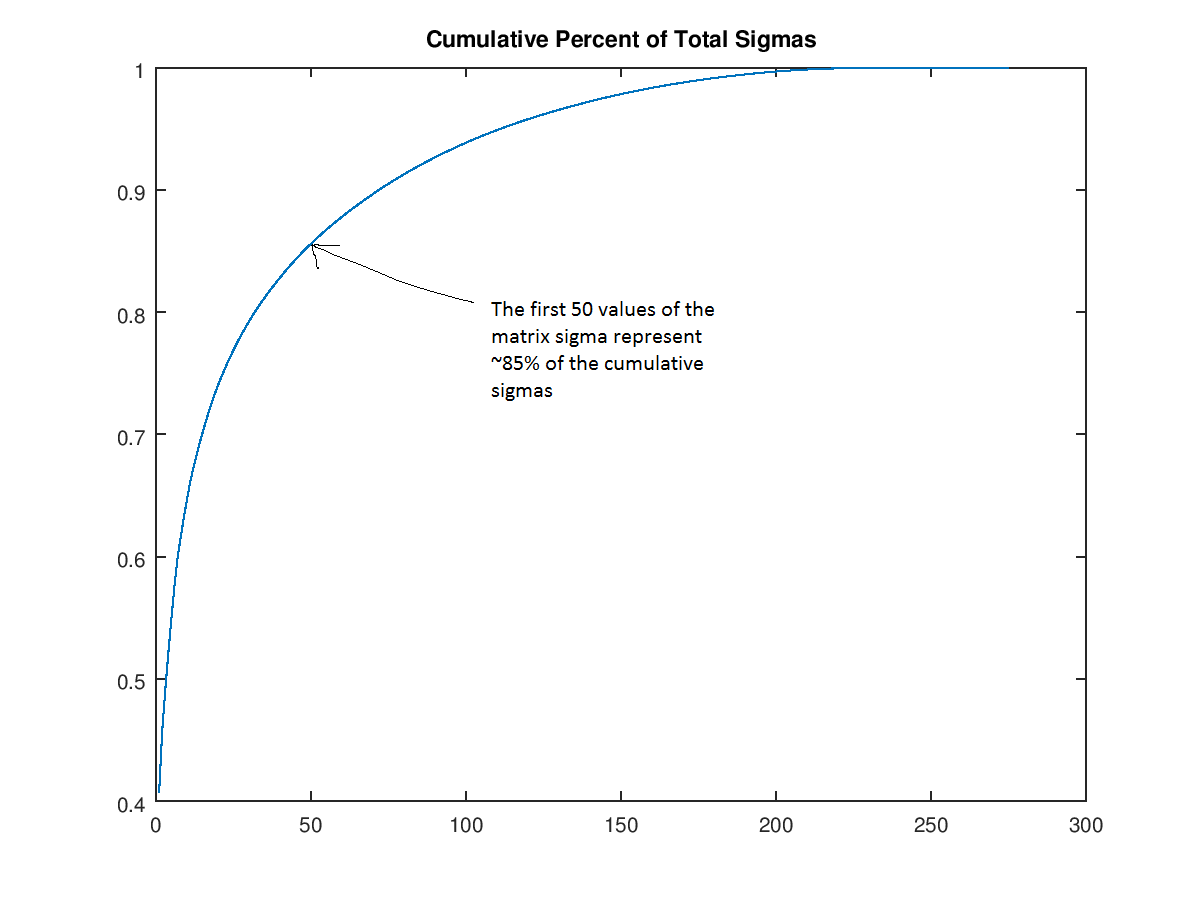 Cumulative Percent of Total Sigmas
1
0.9
0.8
0.7
0.6
0.5
0.4
The first 50 values of the
matrix sigma represent
~85% of the cumulative
sigmas
0 50 100 150 200 250 300